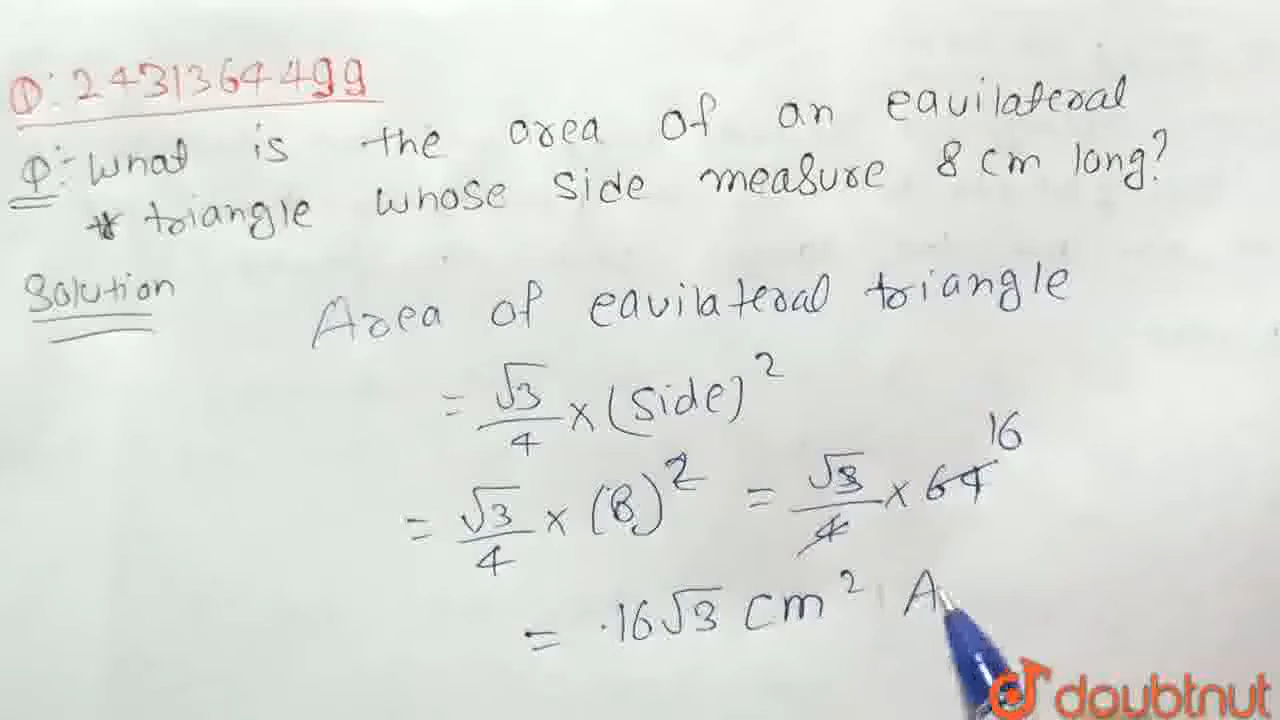 Q:2431364499
Q:- What is the area of an equilateral
triangle whose side measure 8 cm long?
Solution
Area of equilateral triangle
= √3/4 × (Side)²
= √3/4 × (8)² = √3/4 × 64 16
= .16√3 cm² A
doubtnut